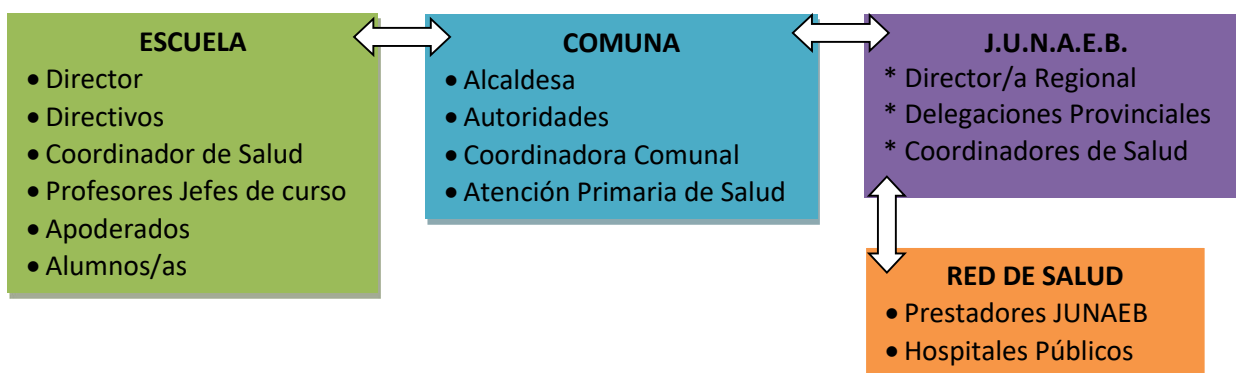 ESCUELA
• Director
• Directivos
• Coordinador de Salud
• Profesores Jefes de curso
• Apoderados
• Alumnos/as
COMUNA
• Alcaldesa
• Autoridades
• Coordinadora Comunal
• Atención Primaria de Salud
J.U.N.A.E.B.
* Director/a Regional
* Delegaciones Provinciales
* Coordinadores de Salud
RED DE SALUD
• Prestadores JUNAEB
• Hospitales Públicos